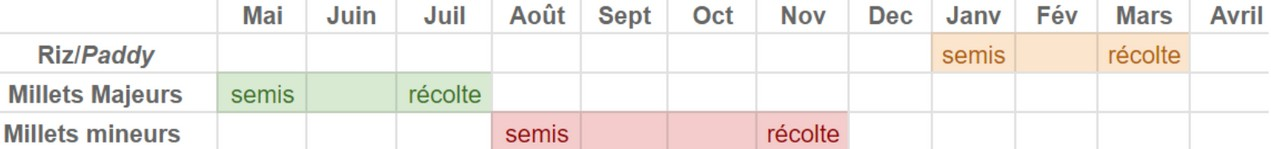 Mai Juin Juil Août Sept Oct Nov Dec Janv Fév Mars Avril
Riz/Paddy semis récolte
Millets Majeurs semis récolte
Millets mineurs semis récolte